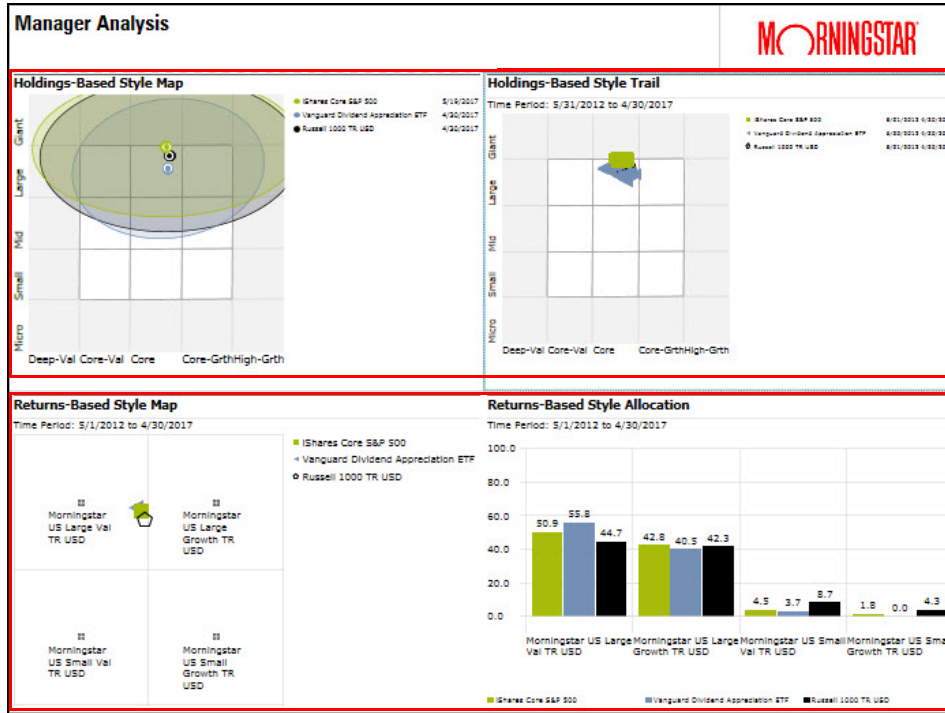 Manager Analysis
MORNINGSTAR
Holdings-Based Style Map
iShares Core S&P 500 5/19/2017
Vanguard Dividend Appreciation ETF 4/30/2017
Russell 1000 TR USD 4/30/2017
Giant
Large
Mid
Small
Micro
Deep-Val Core-Val Core Core-Grth High-Grth
Holdings-Based Style Trail
Time Period: 5/31/2012 to 4/30/2017
iShares Core S&P 500
Vanguard Dividend Appreciation ETF
Russell 1000 TR USD
Giant
Large
Mid
Small
Micro
Deep-Val Core-Val Core Core-Grth High-Grth
Returns-Based Style Map
Time Period: 5/1/2012 to 4/30/2017
iShares Core S&P 500
Vanguard Dividend Appreciation ETF
Russell 1000 TR USD
Morningstar
US Large Val
TR USD
Morningstar
US Large
Growth TR
USD
Morningstar
US Small Val
TR USD
Morningstar
US Small
Growth TR
USD
Returns-Based Style Allocation
Time Period: 5/1/2012 to 4/30/2017
100.0
80.0
60.0
40.0
20.0
0.0
50.9 55.8 44.7
42.8 40.5 42.3
4.5 3.7 8.7
1.8 0.0 4.3
Morningstar US Large
Val TR USD
Morningstar US Large
Growth TR USD
Morningstar US Small
Val TR USD
Morningstar US Sma
Growth TR USD
iShares Core S&P 500 Vanguard Dividend Appreciation ETF Russell 1000 TR USD